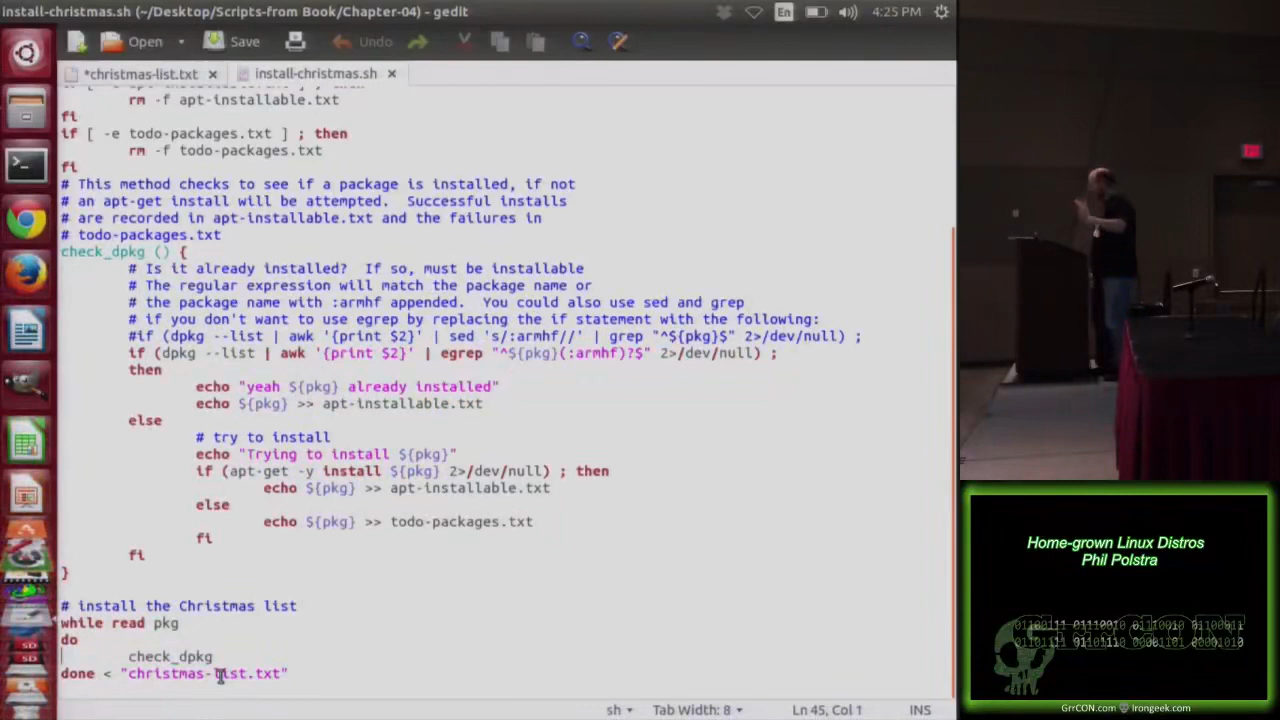 install-christmas.sh (~/Desktop/Scripts-from Book/Chapter-04) - gedit
En
4:25 PM
Open
Save
Undo
*christmas-list.txt
install-christmas.sh
rm -f apt-installable.txt
fi
if [ -e todo-packages.txt ] ; then
rm -f todo-packages.txt
fi
# This method checks to see if a package is installed, if not
# an apt-get install will be attempted.  Successful installs
# are recorded in apt-installable.txt and the failures in
# todo-packages.txt
check_dpkg () {
# Is it already installed?  If so, must be installable
# The regular expression will match the package name or
# the package name with :armhf appended.  You could also use sed and grep
# if you don't want to use egrep by replacing the if statement with the following:
#if (dpkg --list | awk '{print $2}' | sed 's/:armhf//' | grep "^${pkg}$" 2>/dev/null) ;
if (dpkg --list | awk '{print $2}' | egrep "^${pkg}(:armhf)?$" 2>/dev/null) ;
then
echo "yeah ${pkg} already installed"
echo ${pkg} >> apt-installable.txt
else
# try to install
echo "Trying to install ${pkg}"
if (apt-get -y install ${pkg} 2>/dev/null) ; then
echo ${pkg} >> apt-installable.txt
else
echo ${pkg} >> todo-packages.txt
fi
fi
}
# install the Christmas list
while read pkg
do
check_dpkg
done < "christmas-list.txt"
sh
Tab Width: 8
Ln 45, Col 1
INS
SD
SD
Home-grown Linux Distros
Phil Polstra
GrrCON
GrrCON.com
Irongeek.com